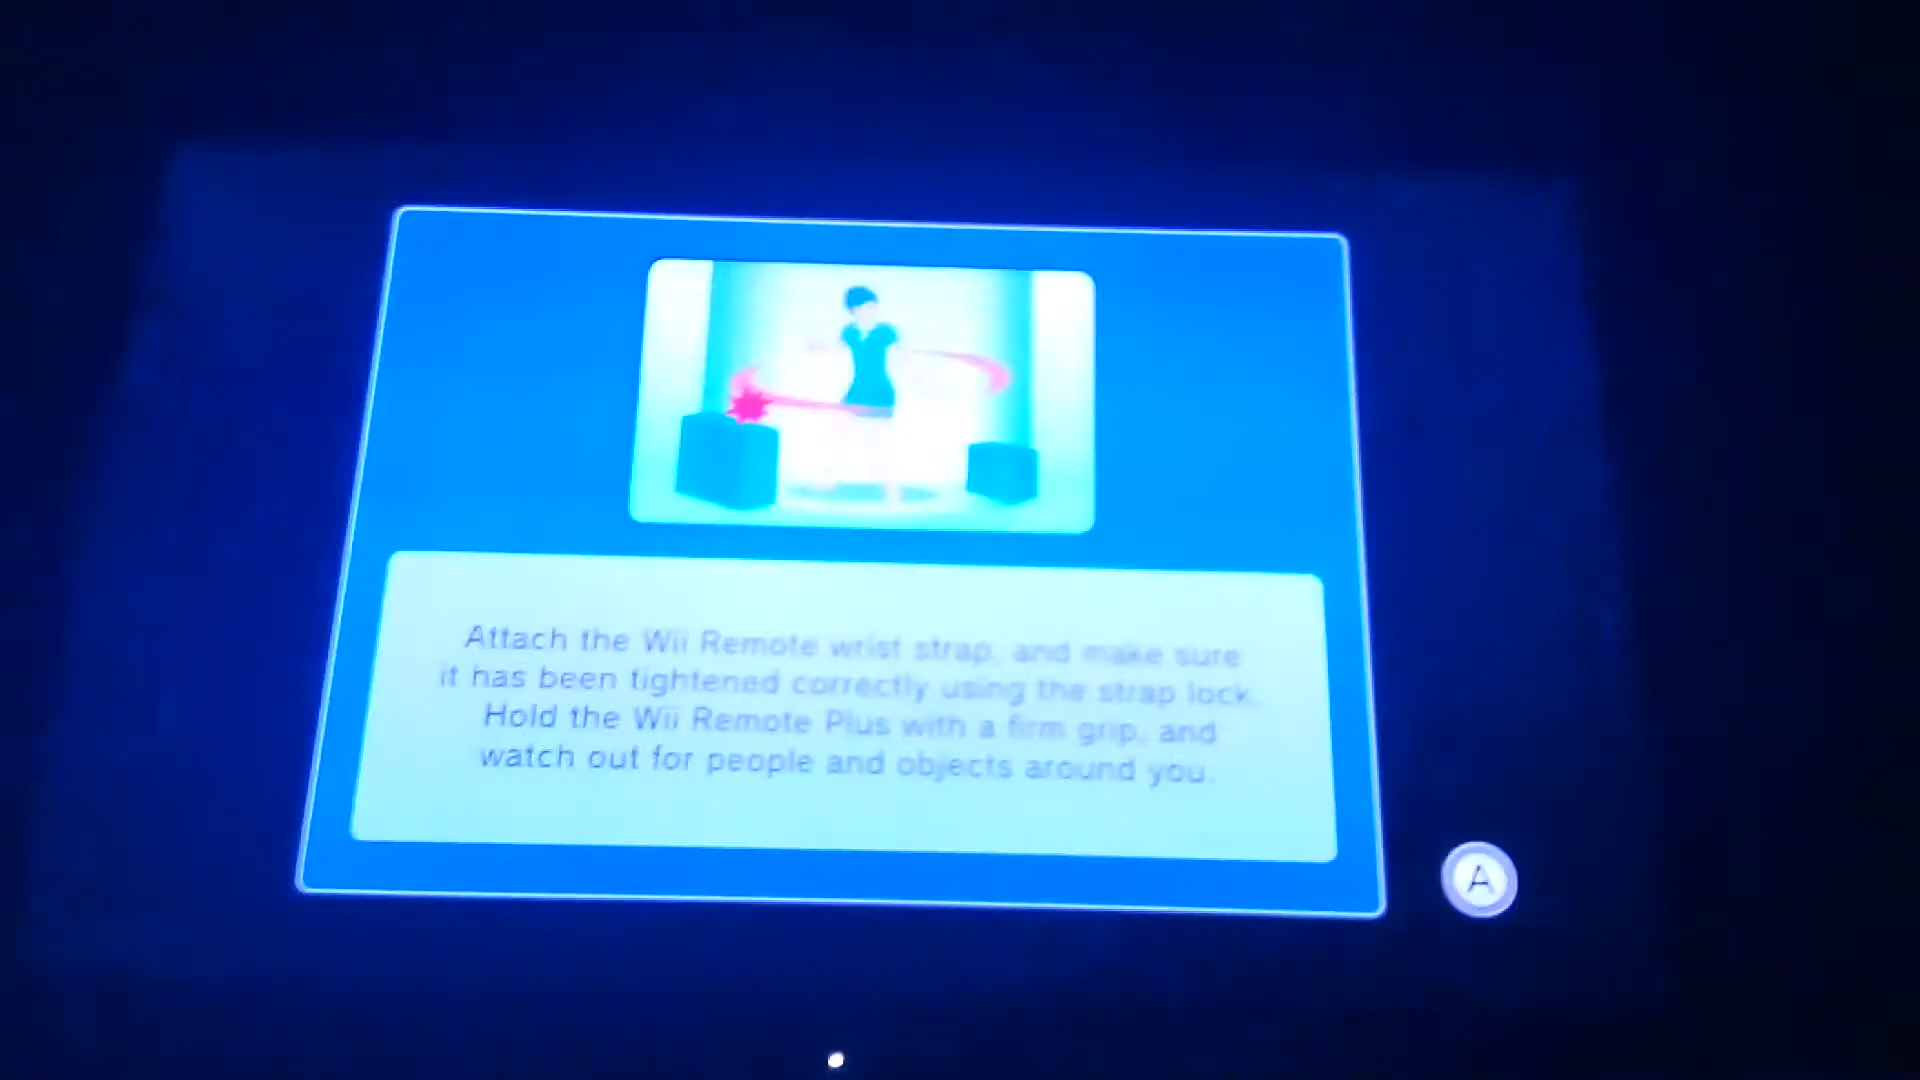 Attach the Wii Remote wrist strap, and make sure
it has been tightened correctly using the strap lock.
Hold the Wii Remote Plus with a firm grip, and
watch out for people and objects around you.
A